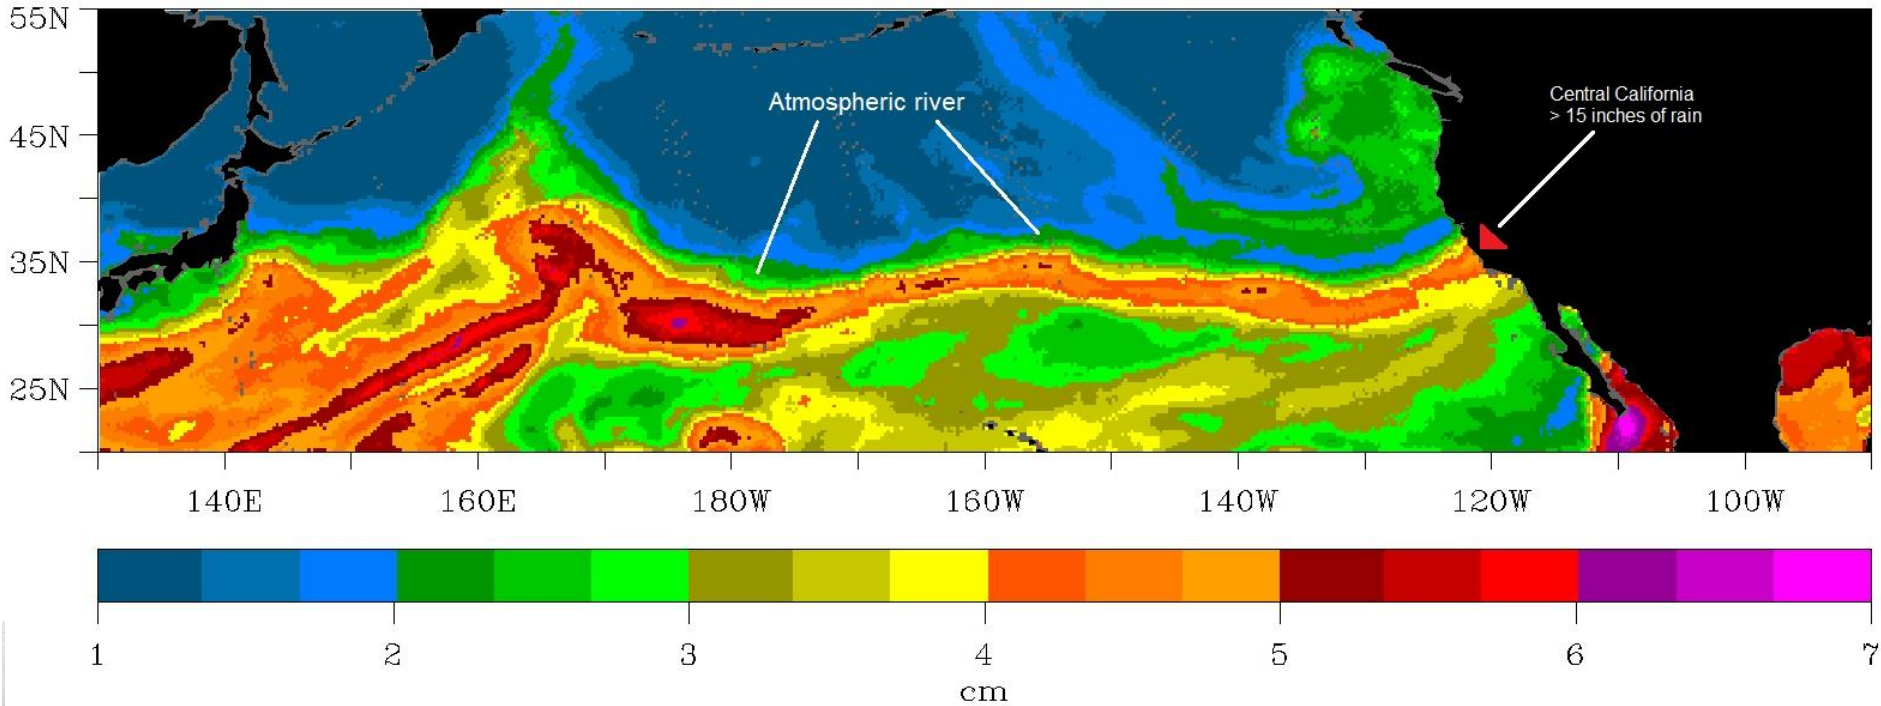 55N
Atmospheric river
Central California
> 15 inches of rain
45N
35N
25N
140E 160E 180W 160W 140W 120W 100W
1 2 3 4 5 6 7
cm